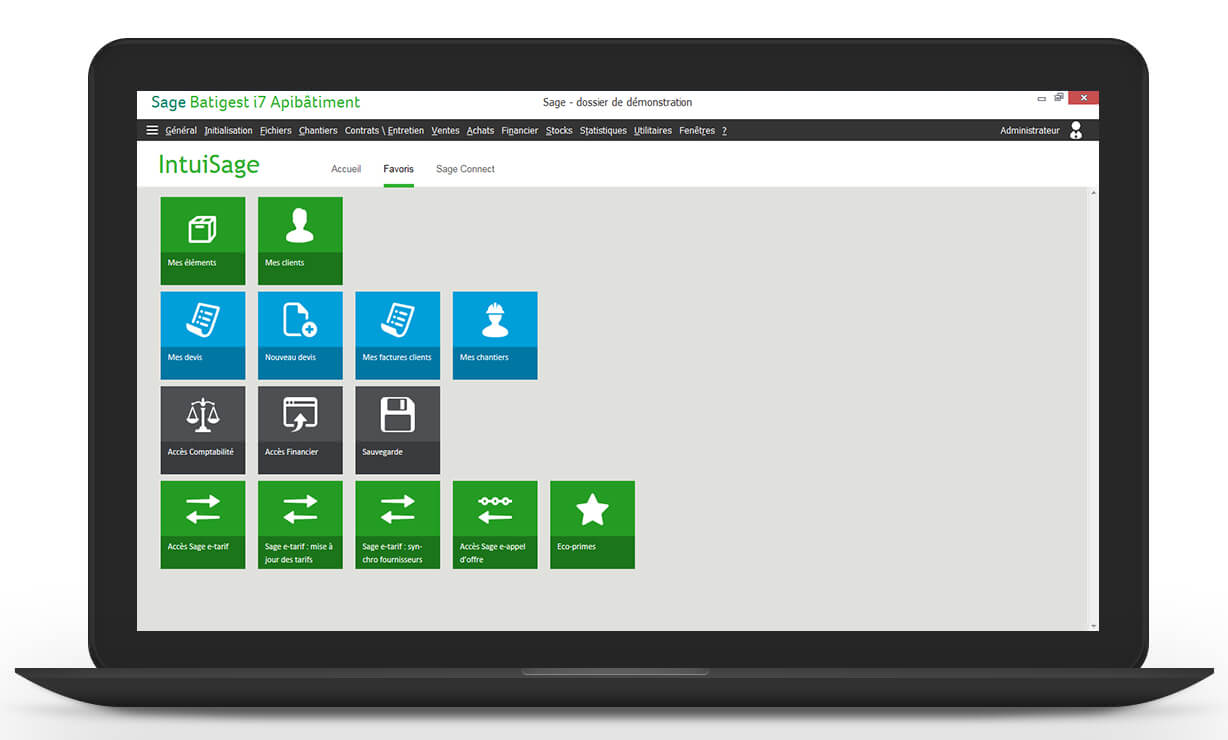 Sage Batigest i7 Apibâtiment
Sage - dossier de démonstration
Général Initialisation Fichiers Chantiers Contrats \ Entretien Ventes Achats Financier Stocks Statistiques Utilitaires Fenêtres ?
Administrateur
IntuiSage
Accueil Favoris Sage Connect
Mes éléments
Mes clients
Mes devis
Nouveau devis
Mes factures clients
Mes chantiers
Accès Comptabilité
Accès Financier
Sauvegarde
Accès Sage e-tarif
Sage e-tarif : mise à
jour des tarifs
Sage e-tarif : syn-
chro fournisseurs
Accès Sage e-appel
d'offre
Eco-primes